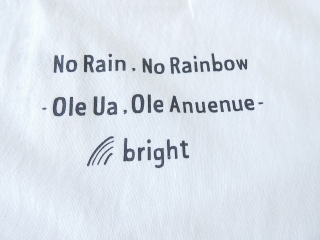 No Rain . No Rainbow
- Ole Ua . Ole Anuenue -
bright